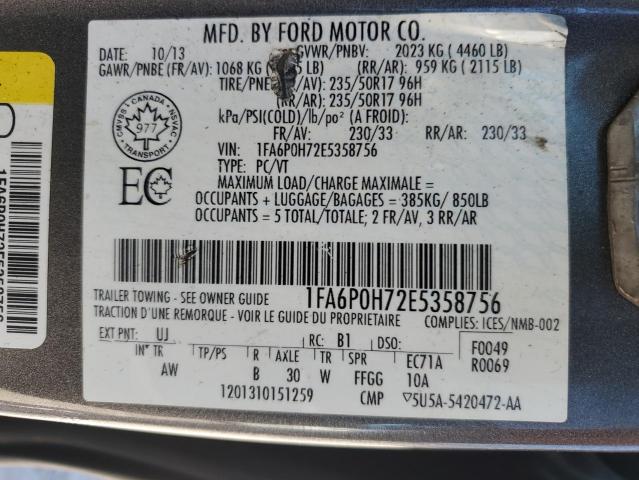 MFD. BY FORD MOTOR CO.
DATE: 10/13 GVWR/PNBV: 2023 KG ( 4460 LB)
GAWR/PNBE (FR/AV): 1068 KG LB) (RR/AR): 959 KG ( 2115 LB)
TIRE/PNEU 235/50R17 96H
RR/AR): 235/50R17 96H
kPa/PSI(COLD)/lb/po² (A FROID):
FR/AV: 230/33 RR/AR: 230/33
VIN: 1FA6P0H72E5358756
TYPE: PC/VT
MAXIMUM LOAD/CHARGE MAXIMALE =
OCCUPANTS + LUGGAGE/BAGAGES = 385KG/ 850LB
OCCUPANTS = 5 TOTAL/TOTALE; 2 FR/AV, 3 RR/AR
CANADA
CMVSS NSVAC
977
TRANSPORT
EC
1FA6P0H72E5358756
TRAILER TOWING - SEE OWNER GUIDE 1FA6P0H72E5358756
TRACTION D'UNE REMORQUE - VOIR LE GUIDE DU
COMPLIES: ICES/NMB-002
EXT PNT: UJ RC: B1 DSO: F0049
IN* TR TP/PS R AXLE TR SPR EC71A R0069
AW B 30 W FFGG 10A
1201310151259 CMP ▽5U5A-5420472-AA